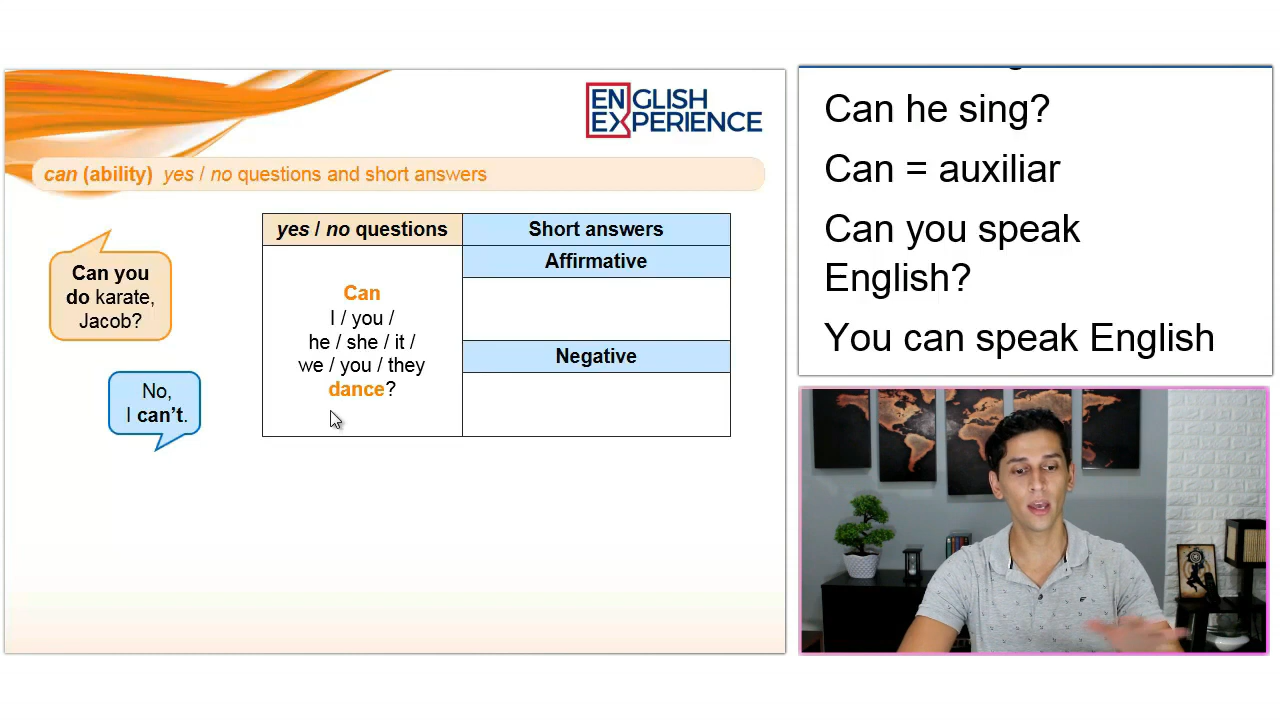 ENGLISH
EXPERIENCE
can (ability) yes / no questions and short answers
Can you
do karate,
Jacob?
No,
I can't.
yes / no questions
Short answers
Affirmative
Can
I / you /
he / she / it /
we / you / they
dance?
Negative
Can he sing?
Can = auxiliar
Can you speak
English?
You can speak English